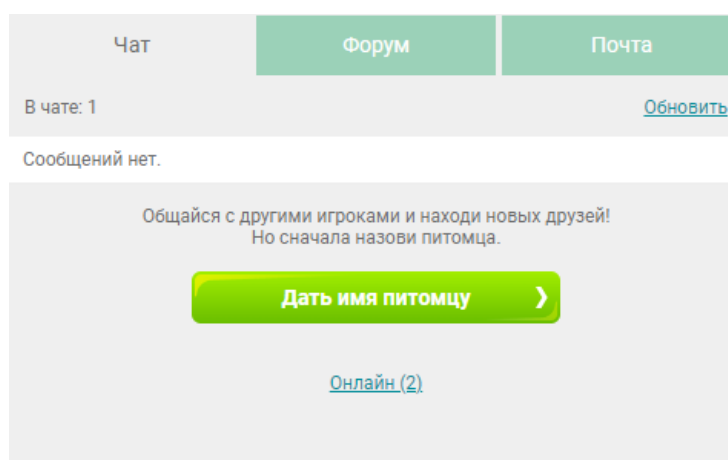 Чат Форум Почта
В чате: 1 Обновить
Сообщений нет.
Общайся с другими игроками и находи новых друзей!
Но сначала назови питомца.
Дать имя питомцу
Онлайн (2)